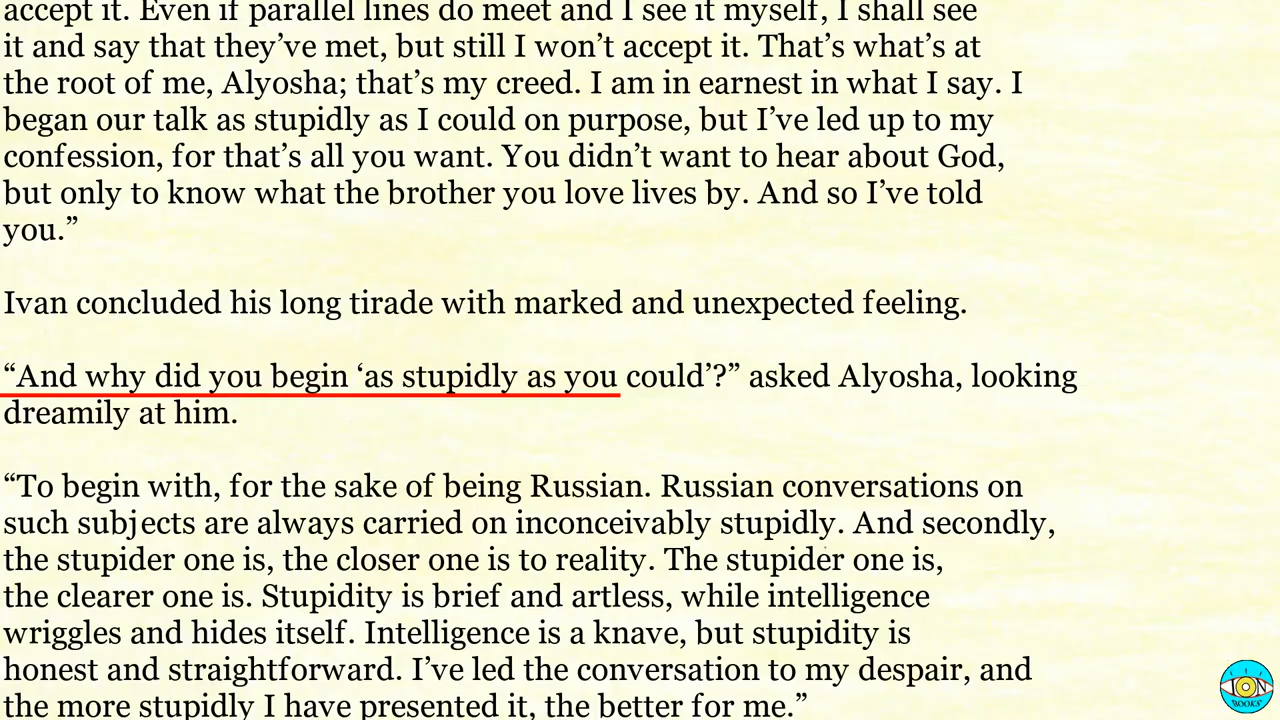 accept it. Even if parallel lines do meet and I see it myself, I shall see
it and say that they’ve met, but still I won’t accept it. That’s what’s at
the root of me, Alyosha; that’s my creed. I am in earnest in what I say. I
began our talk as stupidly as I could on purpose, but I’ve led up to my
confession, for that’s all you want. You didn’t want to hear about God,
but only to know what the brother you love lives by. And so I’ve told
you.”
Ivan concluded his long tirade with marked and unexpected feeling.
“And why did you begin ‘as stupidly as you could’?” asked Alyosha, looking
dreamily at him.
“To begin with, for the sake of being Russian. Russian conversations on
such subjects are always carried on inconceivably stupidly. And secondly,
the stupider one is, the closer one is to reality. The stupider one is,
the clearer one is. Stupidity is brief and artless, while intelligence
wriggles and hides itself. Intelligence is a knave, but stupidity is
honest and straightforward. I’ve led the conversation to my despair, and
the more stupidly I have presented it, the better for me.”
ION
BOOKS